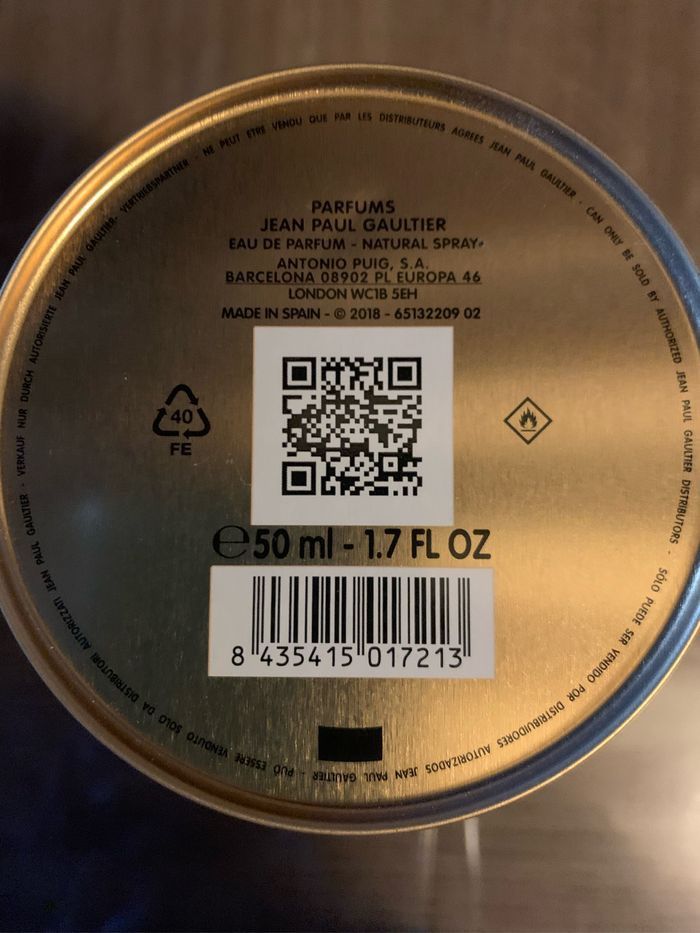 NE PEUT ETRE VENDU QUE PAR LES DISTRIBUTEURS AGREES JEAN PAUL GAULTIER - CAN ONLY BE SOLD BY AUTHORIZED JEAN PAUL GAULTIER DISTRIBUTORS - SÓLO PUEDE SER VENDIDO POR DISTRIBUIDORES AUTORIZADOS JEAN PAUL GAULTIER - PUÒ ESSERE VENDUTO SOLO DA DISTRIBUTORI AUTORIZZATI JEAN PAUL GAULTIER - VERKAUF NUR DURCH AUTORISIERTE JEAN PAUL GAULTIER- VERTRIEBSPARTNER -
PARFUMS
JEAN PAUL GAULTIER
EAU DE PARFUM - NATURAL SPRAY
ANTONIO PUIG, S.A.
BARCELONA 08902 PL EUROPA 46
LONDON WC1B 5EH
MADE IN SPAIN - © 2018 - 65132209 02
40
FE
℮50 ml - 1.7 FL OZ
8 435415 017213